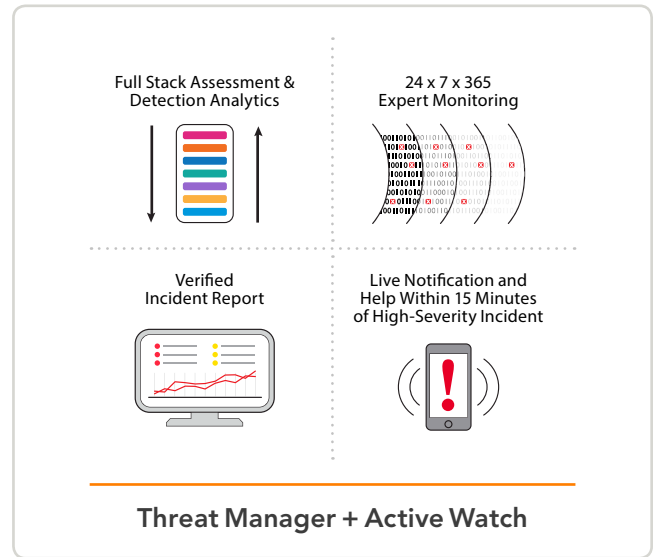 Full Stack Assessment &
Detection Analytics
24 x 7 x 365
Expert Monitoring
Verified
Incident Report
Live Notification and
Help Within 15 Minutes
of High-Severity Incident
Threat Manager + Active Watch